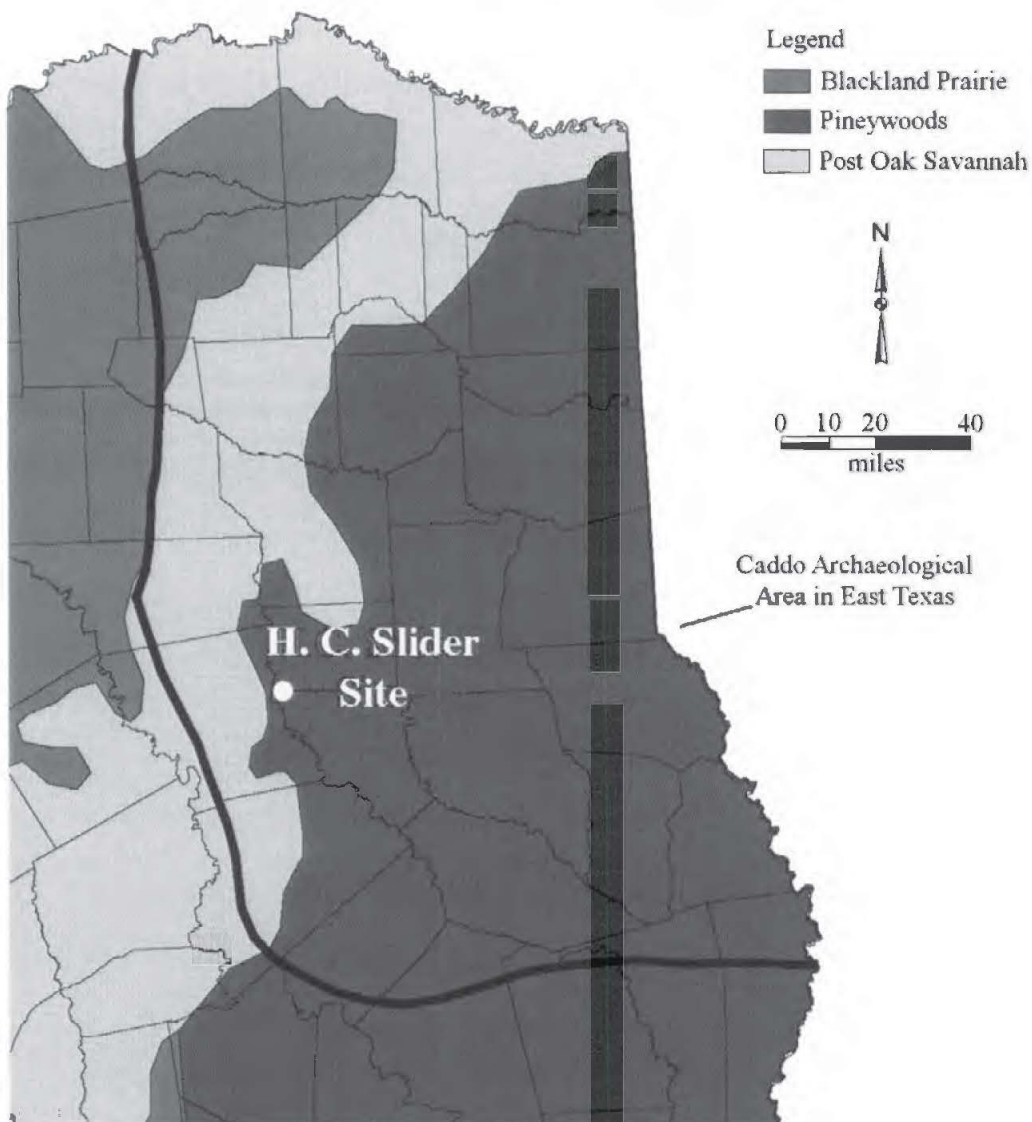 Legend
Blackland Prairie
Pineywoods
Post Oak Savannah
N
0 10 20 40
miles
Caddo Archaeological
Area in East Texas
H. C. Slider
Site